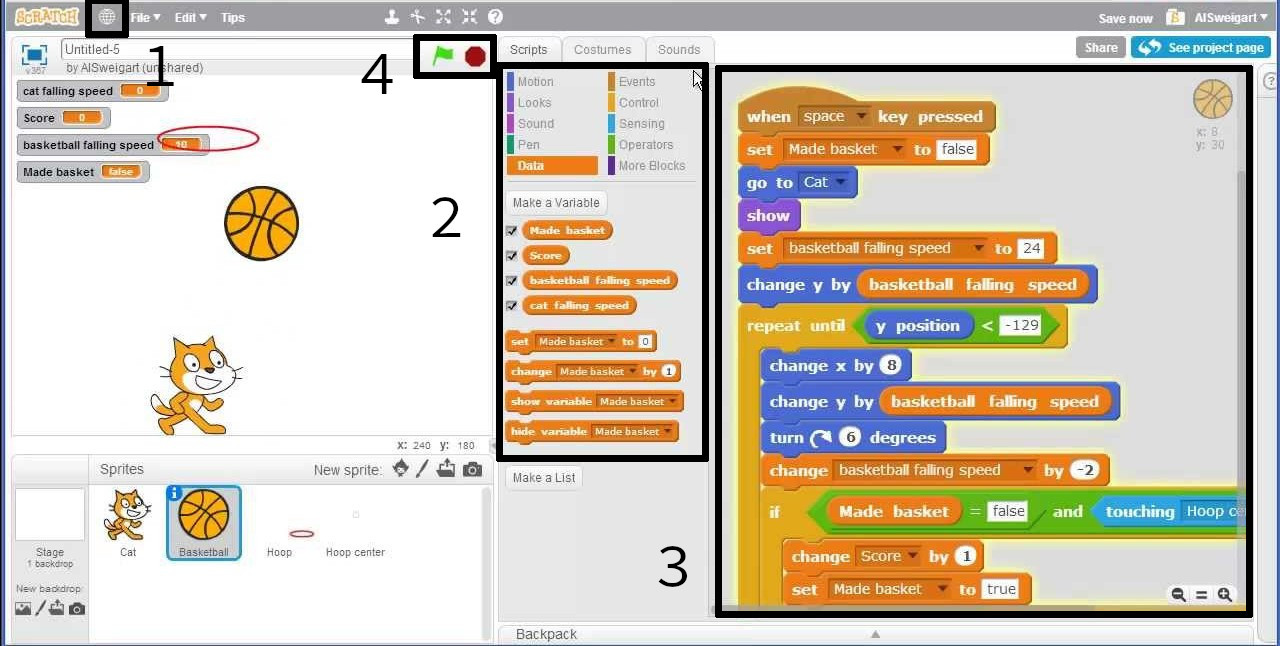 SCRATCH File Edit Tips Save now AlSweigart
1
Untitled-5
v367
by AlSweigart (unshared)
4
Scripts Costumes Sounds
Share See project page
cat falling speed 0
Score 0
basketball falling speed 10
Made basket false
2
Motion Events
Looks Control
Sound Sensing
Pen Operators
Data More Blocks
Make a Variable
Made basket
Score
basketball falling speed
cat falling speed
set Made basket to 0
change Made basket by 1
show variable Made basket
hide variable Made basket
Make a List
3
x: 8
y: 30
when space key pressed
set Made basket to false
go to Cat
show
set basketball falling speed to 24
change y by basketball falling speed
repeat until y position < -129
change x by 8
change y by basketball falling speed
turn 6 degrees
change basketball falling speed by -2
if Made basket = false and touching Hoop ce
change Score by 1
set Made basket to true
x: 240 y: 180
Sprites New sprite:
Stage
1 backdrop
New backdrop:
Cat Basketball Hoop Hoop center
Backpack